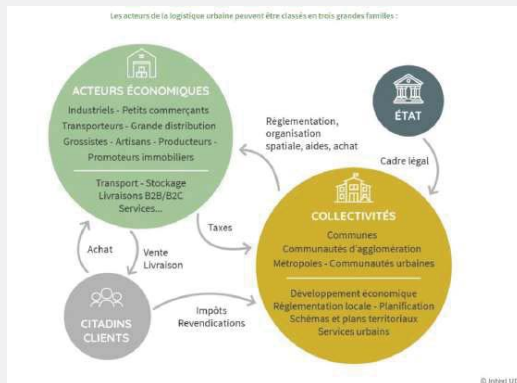 Les acteurs de la logistique urbaine peuvent être classés en trois grandes familles :
ACTEURS ÉCONOMIQUES
Industriels - Petits commerçants
Transporteurs - Grande distribution
Grossistes - Artisans - Producteurs -
Promoteurs immobiliers
Transport - Stockage
Livraisons B2B/B2C
Services...
Règlementation,
organisation
spatiale, aides, achat
ÉTAT
Cadre légal
COLLECTIVITÉS
Communes
Communautés d'agglomération
Métropoles - Communautés urbaines
Développement économique
Règlementation locale - Planification
Schémas et plans territoriaux
Services urbains
Taxes
Achat
Vente
Livraison
CITADINS
CLIENTS
Impôts
Revendications